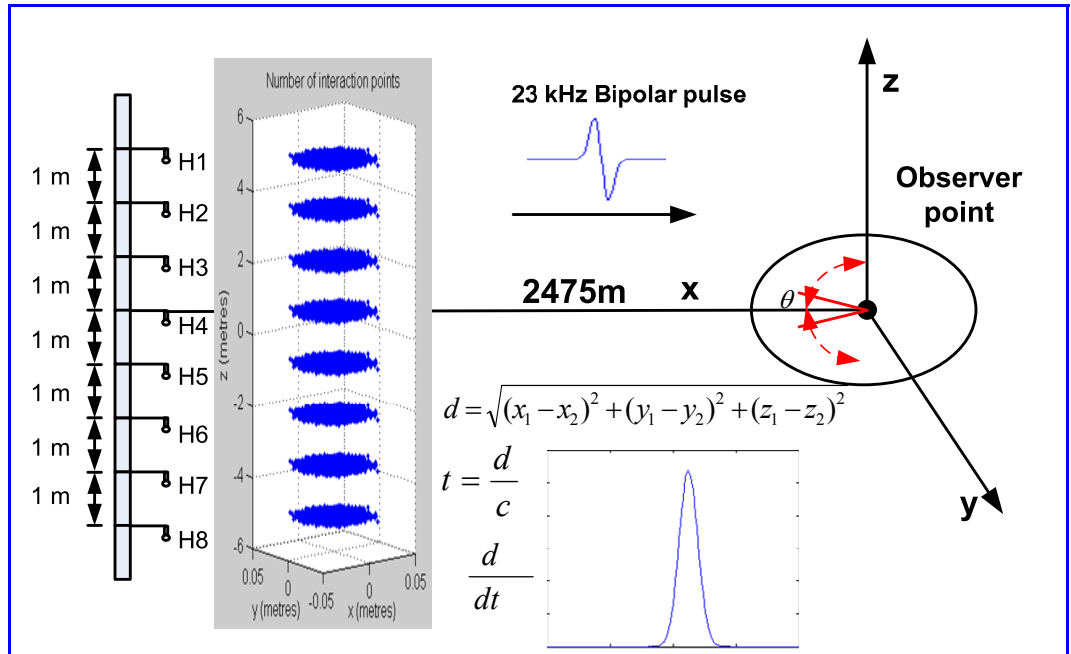 H1
H2
H3
H4
H5
H6
H7
H8
1 m
1 m
1 m
1 m
1 m
1 m
1 m
Number of interaction points
6
4
2
0
-2
-4
-6
z (metres)
0.05
0
-0.05
y (metres)
0
0.05
x (metres)
23 kHz Bipolar pulse
2475m
x
z
Observer
point
θ
y
d = √(x₁ − x₂)² + (y₁ − y₂)² + (z₁ − z₂)²
t = d/c
d/dt